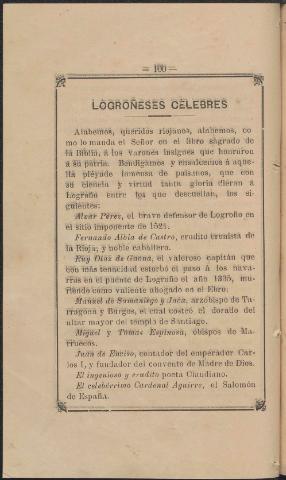 = 100 =
LOGROÑESES CÉLEBRES
Alabemos, queridos riojanos, alabemos, co-
mo lo manda el Señor en el libro sagrado de
la Biblia, á los varones insignes que honraron
á su patria. Bendigamos y ensalcemos á aque-
lla pléyade inmensa de paisanos, que con
su ciencia y virtud tanta gloria dieron á
Logroño entre los que descuellan, los si-
guientes:
Alvar Pérez, el bravo defensor de Logroño en
el sitio imponente de 1521.
Fernando Albia de Castro, erudito cronista de
la Rioja, y noble caballero.
Ruy Díaz de Gaona, el valeroso capitán que
con más tenacidad estorbó el paso á los nava-
rros en el puente de Logroño el año 1335, mu-
riendo como valiente abogado en el Ebro.
Manuel de Samaniego y Jaca, arzobispo de Ta-
rragona y Burgos, el cual costeó el dorado del
altar mayor del templo de Santiago.
Miguel y Tomás Espinosa, obispos de Ma-
rruecos.
Juan de Enciso, contador del emperador Car-
los I, y fundador del convento de Madre de Dios.
El ingenioso y erudito poeta Claudiano.
El celebérrimo Cardenal Aguirre, el Salomón
de España.